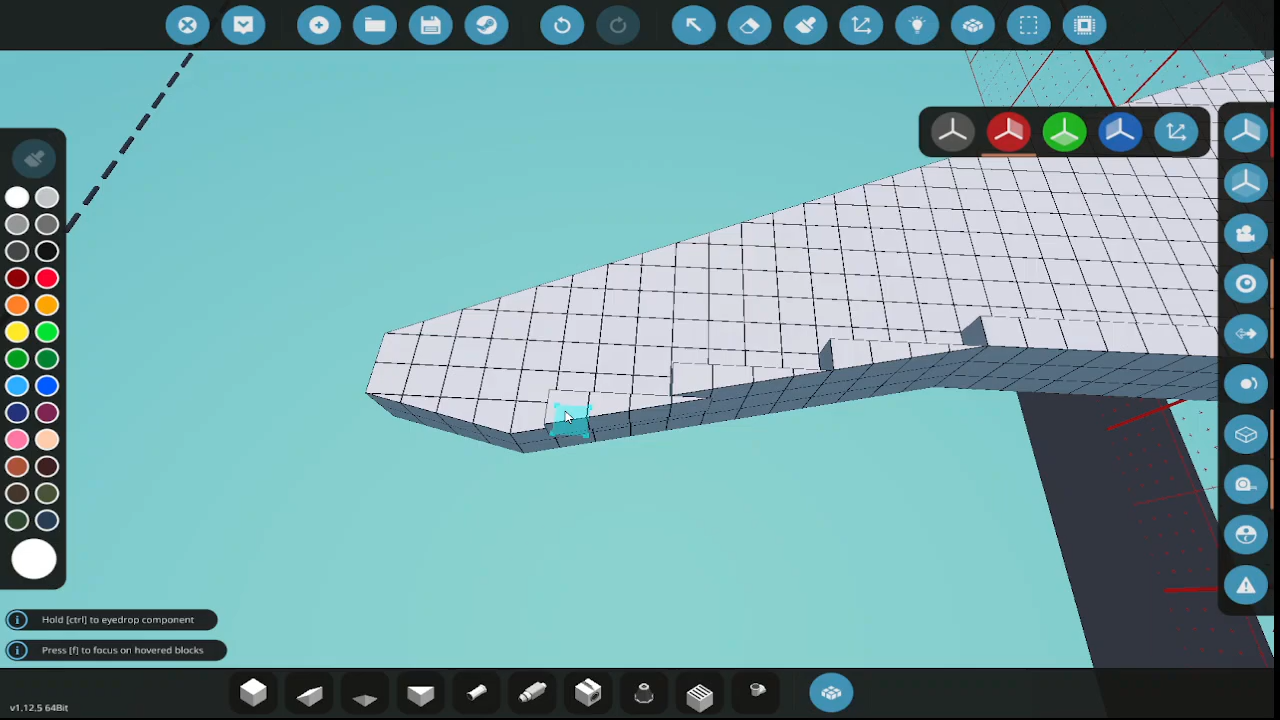 Hold [ctrl] to eyedrop component
Press [f] to focus on hovered blocks
v1.12.5 64Bit